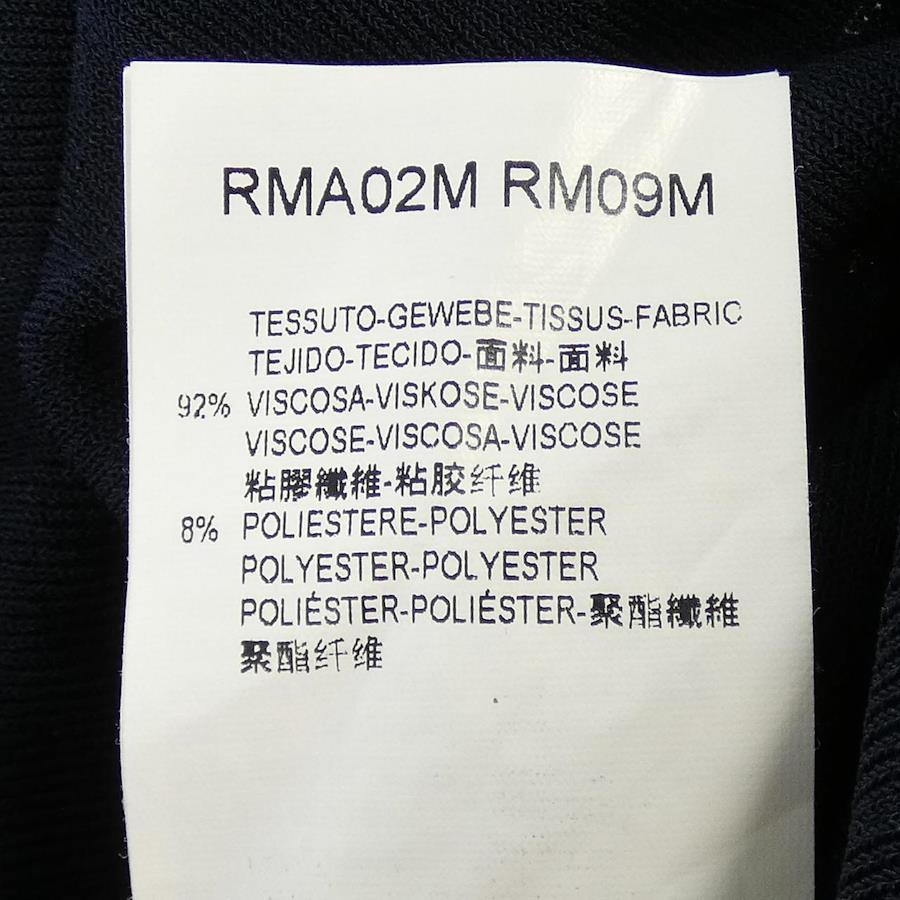 RMA02M RM09M
TESSUTO-GEWEBE-TISSUS-FABRIC
TEJIDO-TECIDO-面料-面料
92% VISCOSA-VISKOSE-VISCOSE
VISCOSE-VISCOSA-VISCOSE
粘膠纖維-粘胶纤维
8% POLIESTERE-POLYESTER
POLYESTER-POLYESTER
POLIÉSTER-POLIÉSTER-聚酯纖維
聚酯纤维